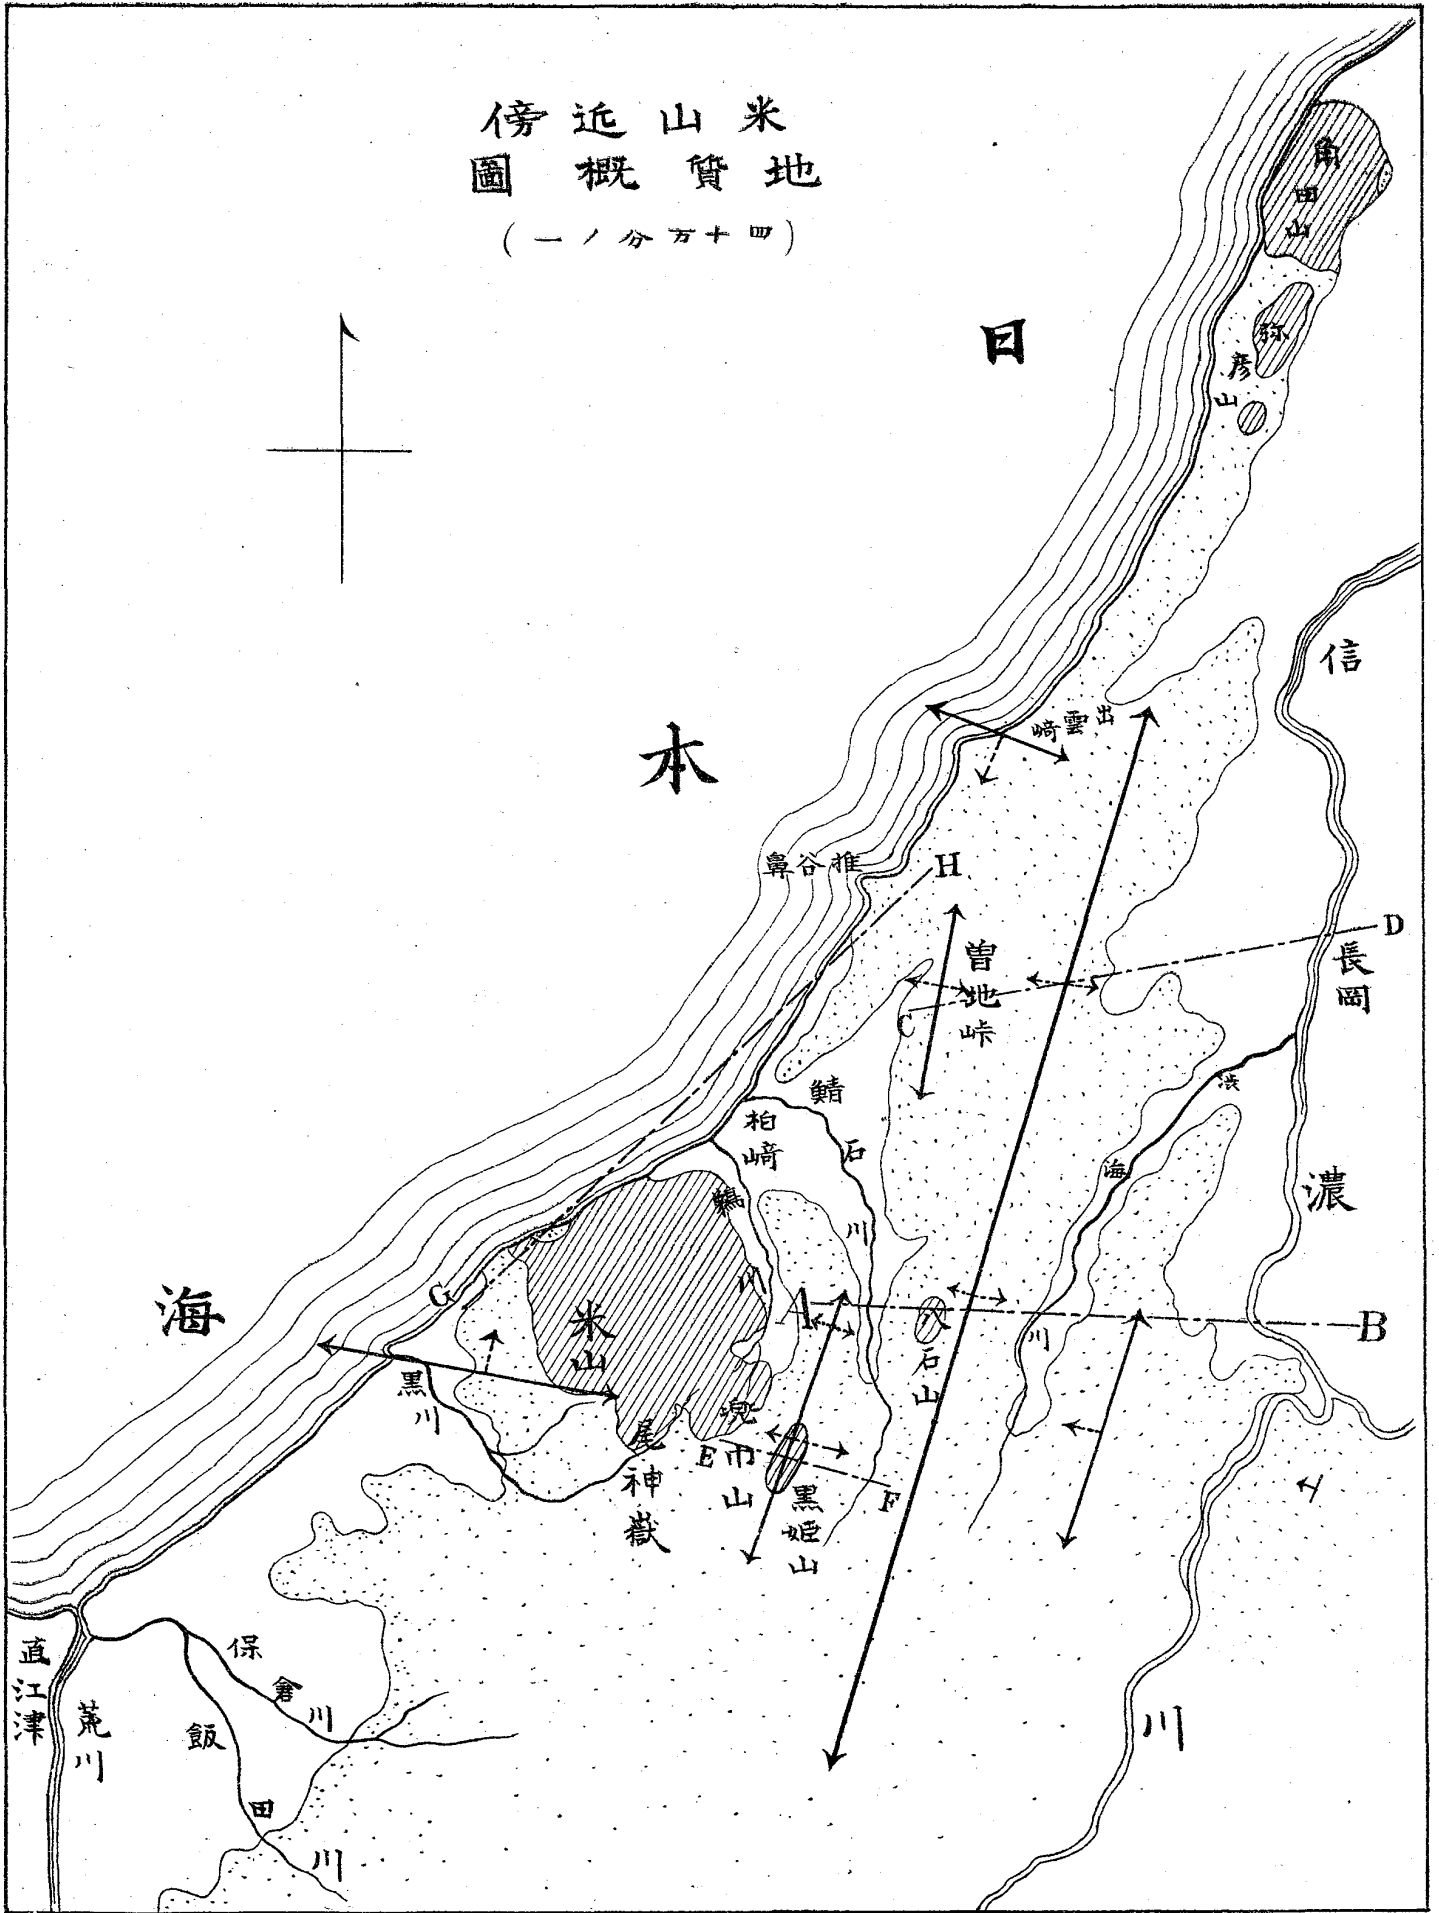 米山近傍
地質概圖
(四十万分ノ一)
角田山
弥彦山
日本海
信濃川
出雲崎
椎谷鼻
H
曽地峠
C
D
長岡
鯖石川
柏崎
鵜川
渋海川
G
米山
A
B
八石山
黒川
尾神嶽
兜巾山
E
F
黒姫山
直江津
荒川
保倉川
飯田川